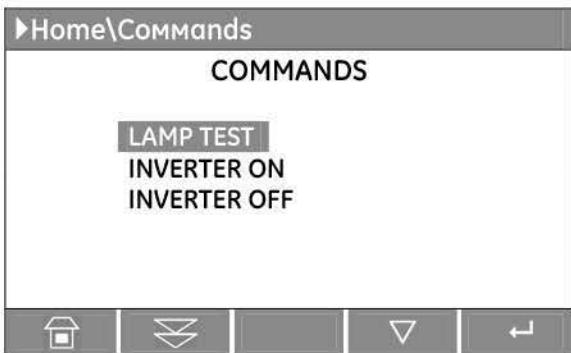 Home\Commands
COMMANDS
LAMP TEST
INVERTER ON
INVERTER OFF